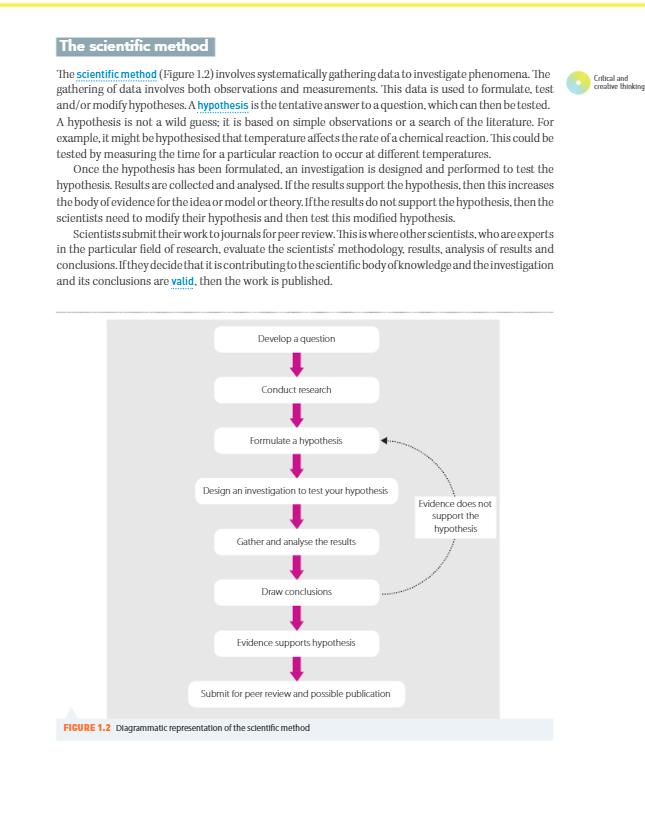 The scientific method
The scientific method (Figure 1.2) involves systematically gathering data to investigate phenomena. The
gathering of data involves both observations and measurements. This data is used to formulate, test
and/or modify hypotheses. A hypothesis is the tentative answer to a question, which can then be tested.
A hypothesis is not a wild guess; it is based on simple observations or a search of the literature. For
example, it might be hypothesised that temperature affects the rate of a chemical reaction. This could be
tested by measuring the time for a particular reaction to occur at different temperatures.
Once the hypothesis has been formulated, an investigation is designed and performed to test the
hypothesis. Results are collected and analysed. If the results support the hypothesis, then this increases
the body of evidence for the idea or model or theory. If the results do not support the hypothesis, then the
scientists need to modify their hypothesis and then test this modified hypothesis.
Scientists submit their work to journals for peer review. This is where other scientists, who are experts
in the particular field of research, evaluate the scientists' methodology, results, analysis of results and
conclusions. If they decide that it is contributing to the scientific body of knowledge and the investigation
and its conclusions are valid, then the work is published.
Critical and
creative thinking
Develop a question
Conduct research
Formulate a hypothesis
Design an investigation to test your hypothesis
Evidence does not
support the
hypothesis
Gather and analyse the results
Draw conclusions
Evidence supports hypothesis
Submit for peer review and possible publication
FIGURE 1.2 Diagrammatic representation of the scientific method